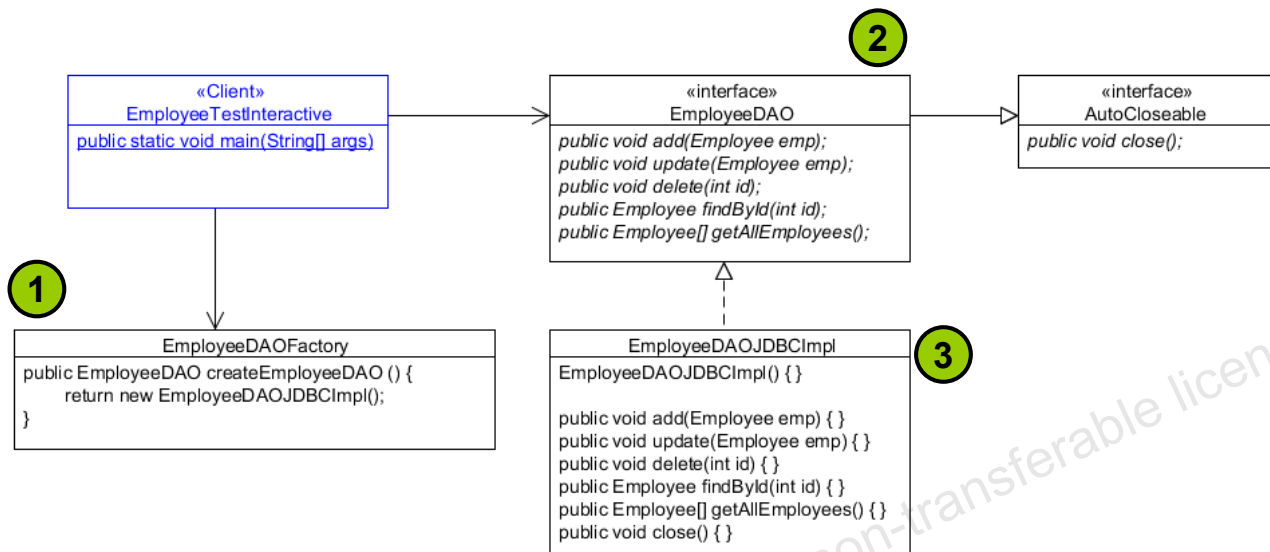 2
«Client»
EmployeeTestInteractive
public static void main(String[] args)
«interface»
EmployeeDAO
public void add(Employee emp);
public void update(Employee emp);
public void delete(int id);
public Employee findById(int id);
public Employee[] getAllEmployees();
«interface»
AutoCloseable
public void close();
1
EmployeeDAOFactory
public EmployeeDAO createEmployeeDAO () {
return new EmployeeDAOJDBCImpl();
}
EmployeeDAOJDBCImpl
EmployeeDAOJDBCImpl() { }
public void add(Employee emp) { }
public void update(Employee emp) { }
public void delete(int id) { }
public Employee findById(int id) { }
public Employee[] getAllEmployees() { }
public void close() { }
3
non-transferable licen